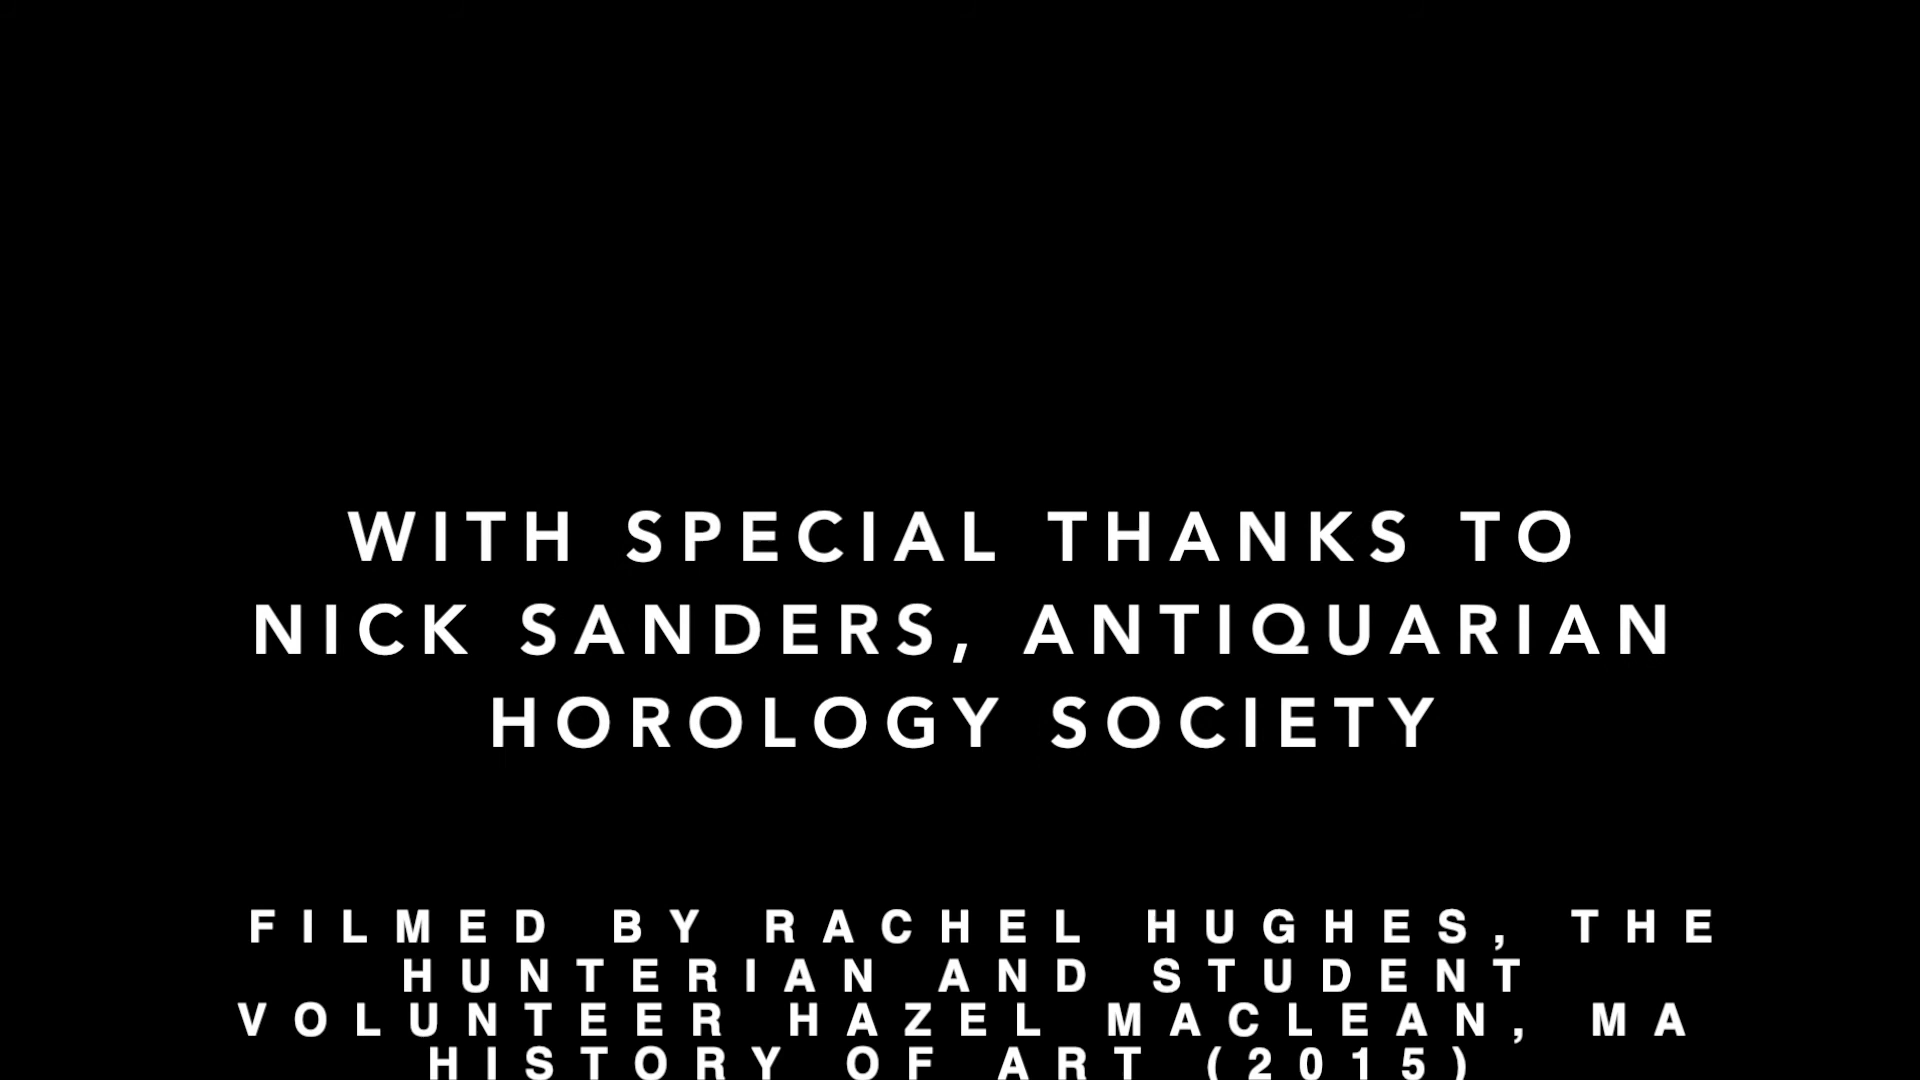 WITH SPECIAL THANKS TO
NICK SANDERS, ANTIQUARIAN
HOROLOGY SOCIETY
FILMED BY RACHEL HUGHES, THE
HUNTERIAN AND STUDENT
VOLUNTEER HAZEL MACLEAN, MA
HISTORY OF ART (2015)